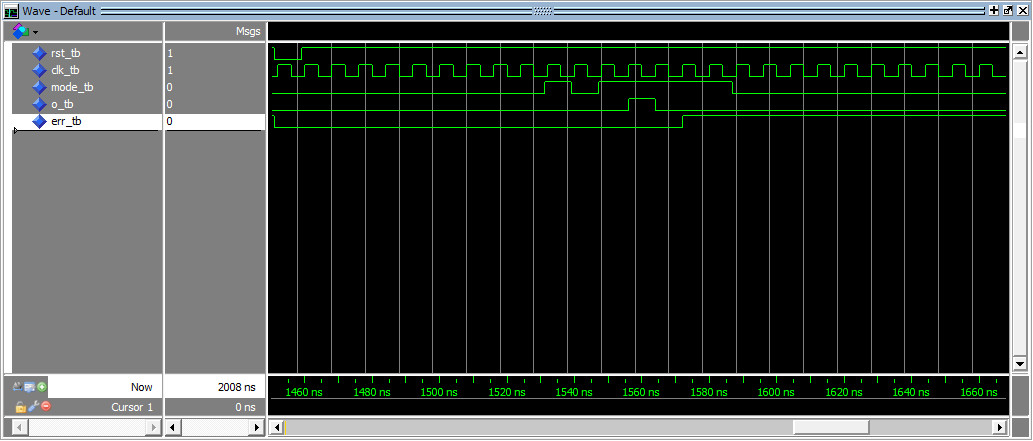 Wave - Default
Msgs
rst_tb 1
clk_tb 1
mode_tb 0
o_tb 0
err_tb 0
Now 2008 ns
Cursor 1 0 ns
1460 ns 1480 ns 1500 ns 1520 ns 1540 ns 1560 ns 1580 ns 1600 ns 1620 ns 1640 ns 1660 ns